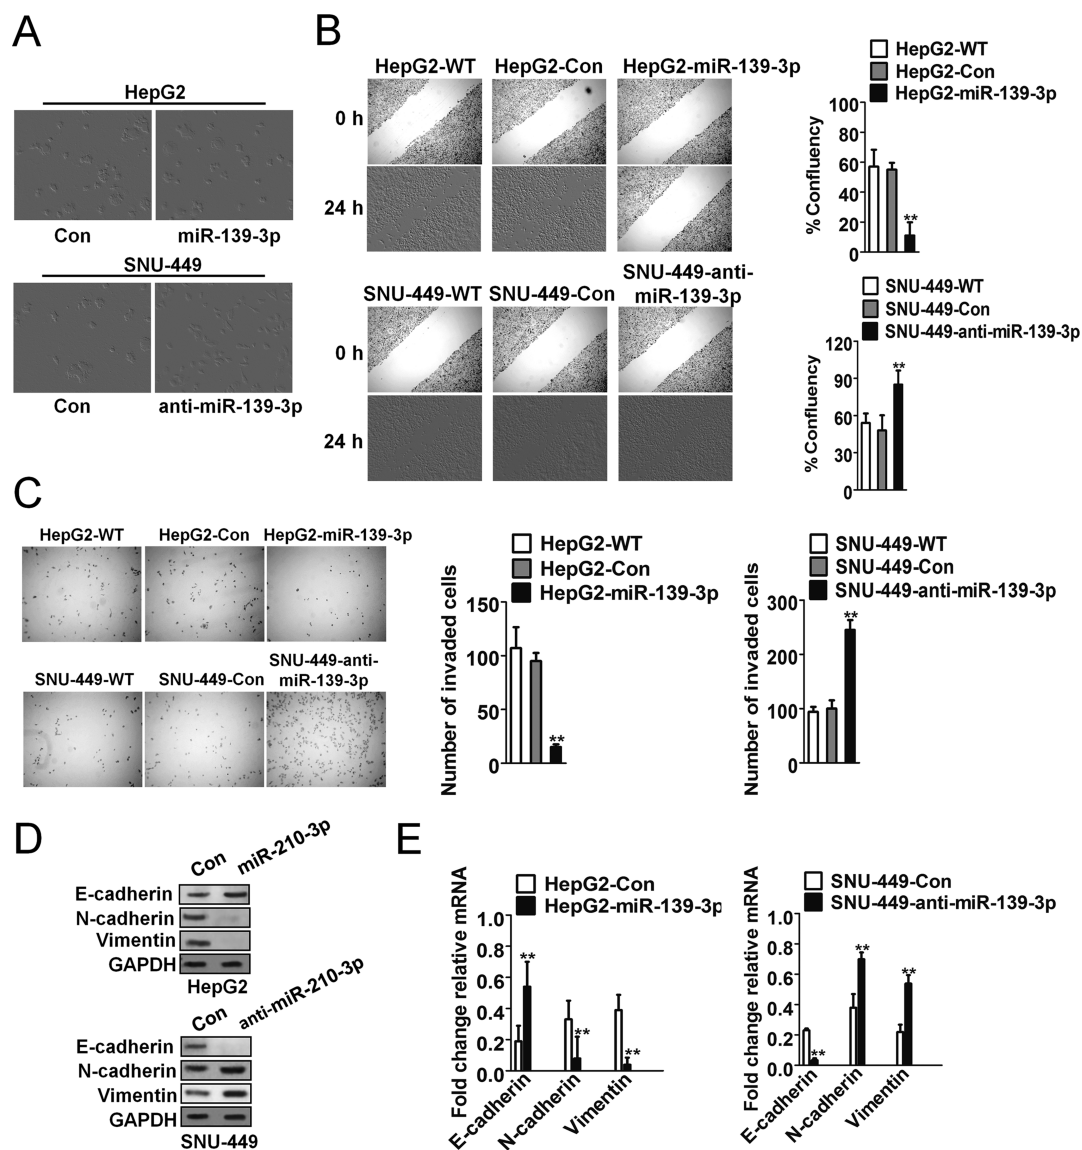 A
HepG2
Con
miR-139-3p
SNU-449
Con
anti-miR-139-3p
B
HepG2-WT
HepG2-Con
HepG2-miR-139-3p
0 h
24 h
SNU-449-WT
SNU-449-Con
SNU-449-anti-
miR-139-3p
0 h
24 h
HepG2-WT
HepG2-Con
HepG2-miR-139-3p
% Confluency
100
80
60
40
20
0
**
SNU-449-WT
SNU-449-Con
SNU-449-anti-miR-139-3p
% Confluency
120
90
60
30
0
**
C
HepG2-WT
HepG2-Con
HepG2-miR-139-3p
SNU-449-WT
SNU-449-Con
SNU-449-anti-
miR-139-3p
HepG2-WT
HepG2-Con
HepG2-miR-139-3p
Number of invaded cells
150
100
50
0
**
SNU-449-WT
SNU-449-Con
SNU-449-anti-miR-139-3p
Number of invaded cells
300
200
100
0
**
D
Con
miR-210-3p
E-cadherin
N-cadherin
Vimentin
GAPDH
HepG2
Con
anti-miR-210-3p
E-cadherin
N-cadherin
Vimentin
GAPDH
SNU-449
E
HepG2-Con
HepG2-miR-139-3p
Fold change relative mRNA
1.0
0.8
0.6
0.4
0.2
0.0
**
**
**
E-cadherin
N-cadherin
Vimentin
SNU-449-Con
SNU-449-anti-miR-139-3p
Fold change relative mRNA
1.0
0.8
0.6
0.4
0.2
0.0
**
**
**
E-cadherin
N-cadherin
Vimentin